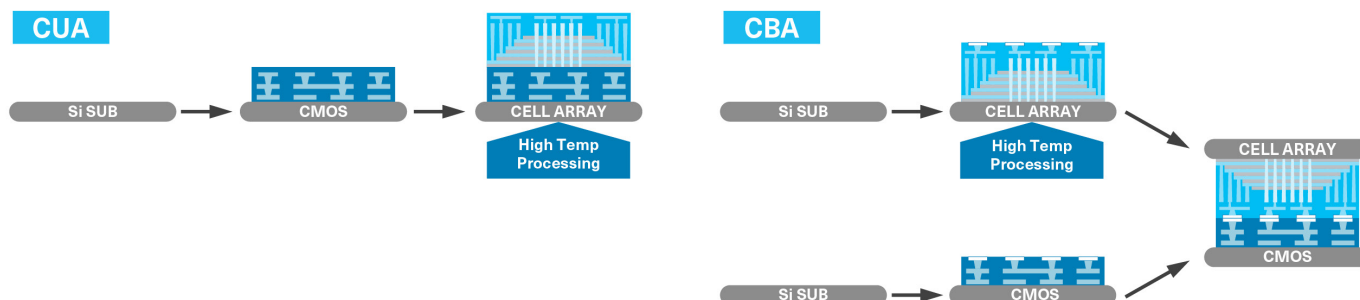 CUA
Si SUB
CMOS
CELL ARRAY
High Temp
Processing
CBA
Si SUB
CELL ARRAY
High Temp
Processing
Si SUB
CMOS
CELL ARRAY
CMOS